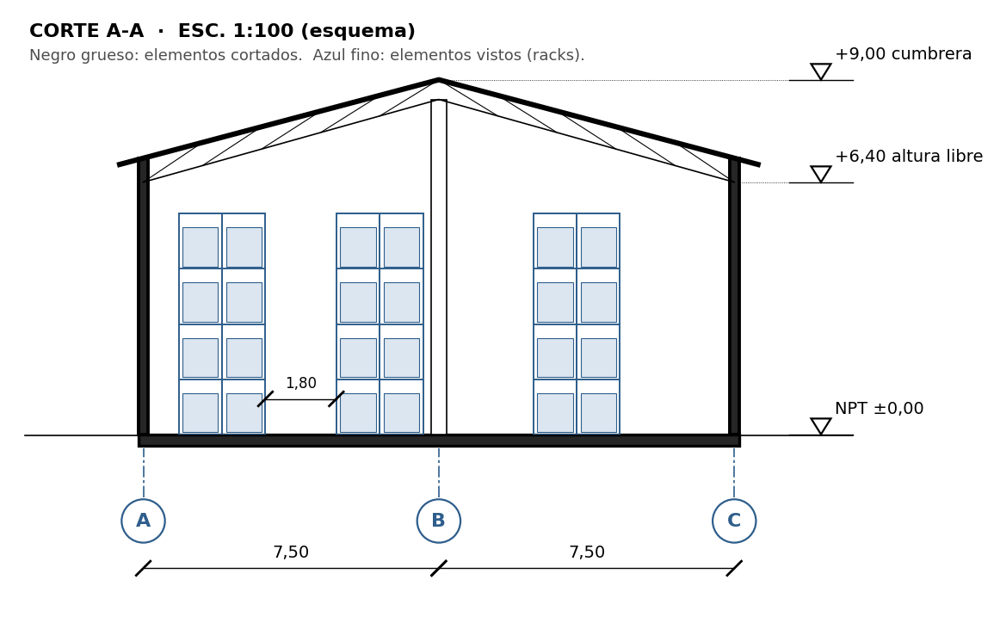 CORTE A-A · ESC. 1:100 (esquema)
Negro grueso: elementos cortados. Azul fino: elementos vistos (racks).
+9,00 cumbrera
+6,40 altura libre
1,80
NPT ±0,00
A
B
C
7,50
7,50